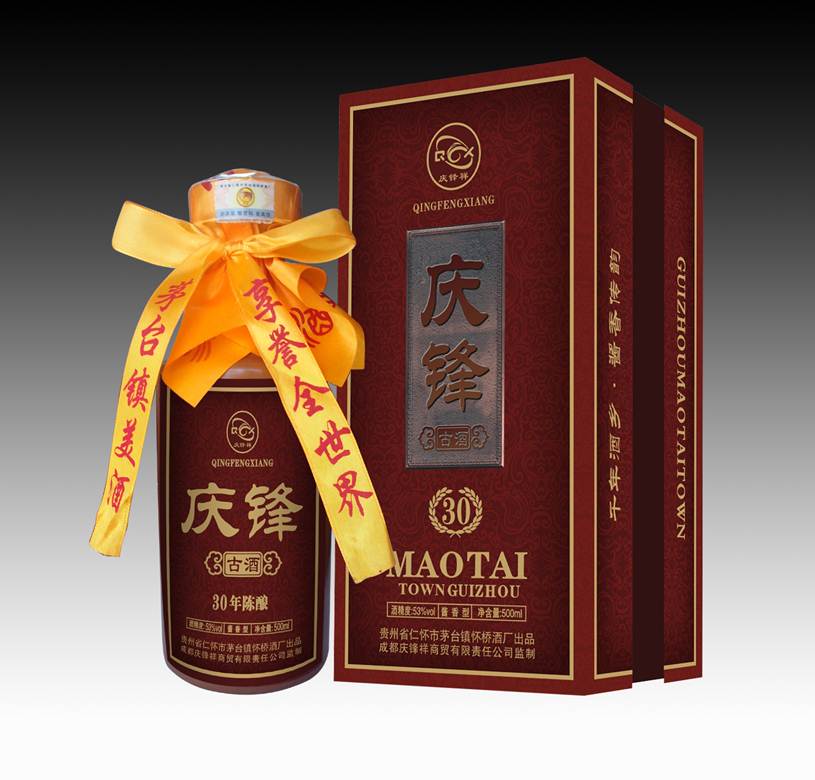 茅台镇美酒
享誉全世界
酒
庆锋祥
QINGFENGXIANG
庆锋
古酒
30年陈酿
酒精度:53%vol 酱香型 净含量:500ml
贵州省仁怀市茅台镇怀桥酒厂出品
成都庆锋祥商贸有限责任公司监制
庆锋祥
QINGFENGXIANG
庆锋
古酒
30
MAOTAI
TOWN GUIZHOU
酒精度:53%vol 酱香型 净含量:500ml
贵州省仁怀市茅台镇怀桥酒厂出品
成都庆锋祥商贸有限责任公司监制
千年酒乡·酱香传韵
GUIZHOUMAOTAITOWN